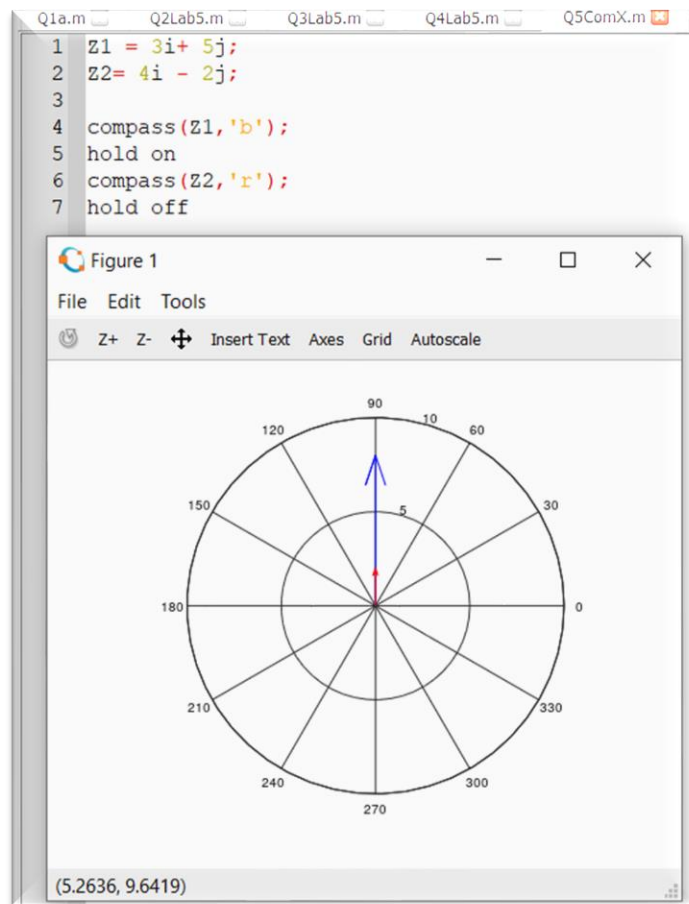 Q1a.m Q2Lab5.m Q3Lab5.m Q4Lab5.m Q5ComX.m
1 Z1 = 3i+ 5j;
2 Z2= 4i - 2j;
3
4 compass(Z1,'b');
5 hold on
6 compass(Z2,'r');
7 hold off
Figure 1
File Edit Tools
Z+ Z- Insert Text Axes Grid Autoscale
90
120 10 60
150 5 30
180 0
210 330
240 300
270
(5.2636, 9.6419)